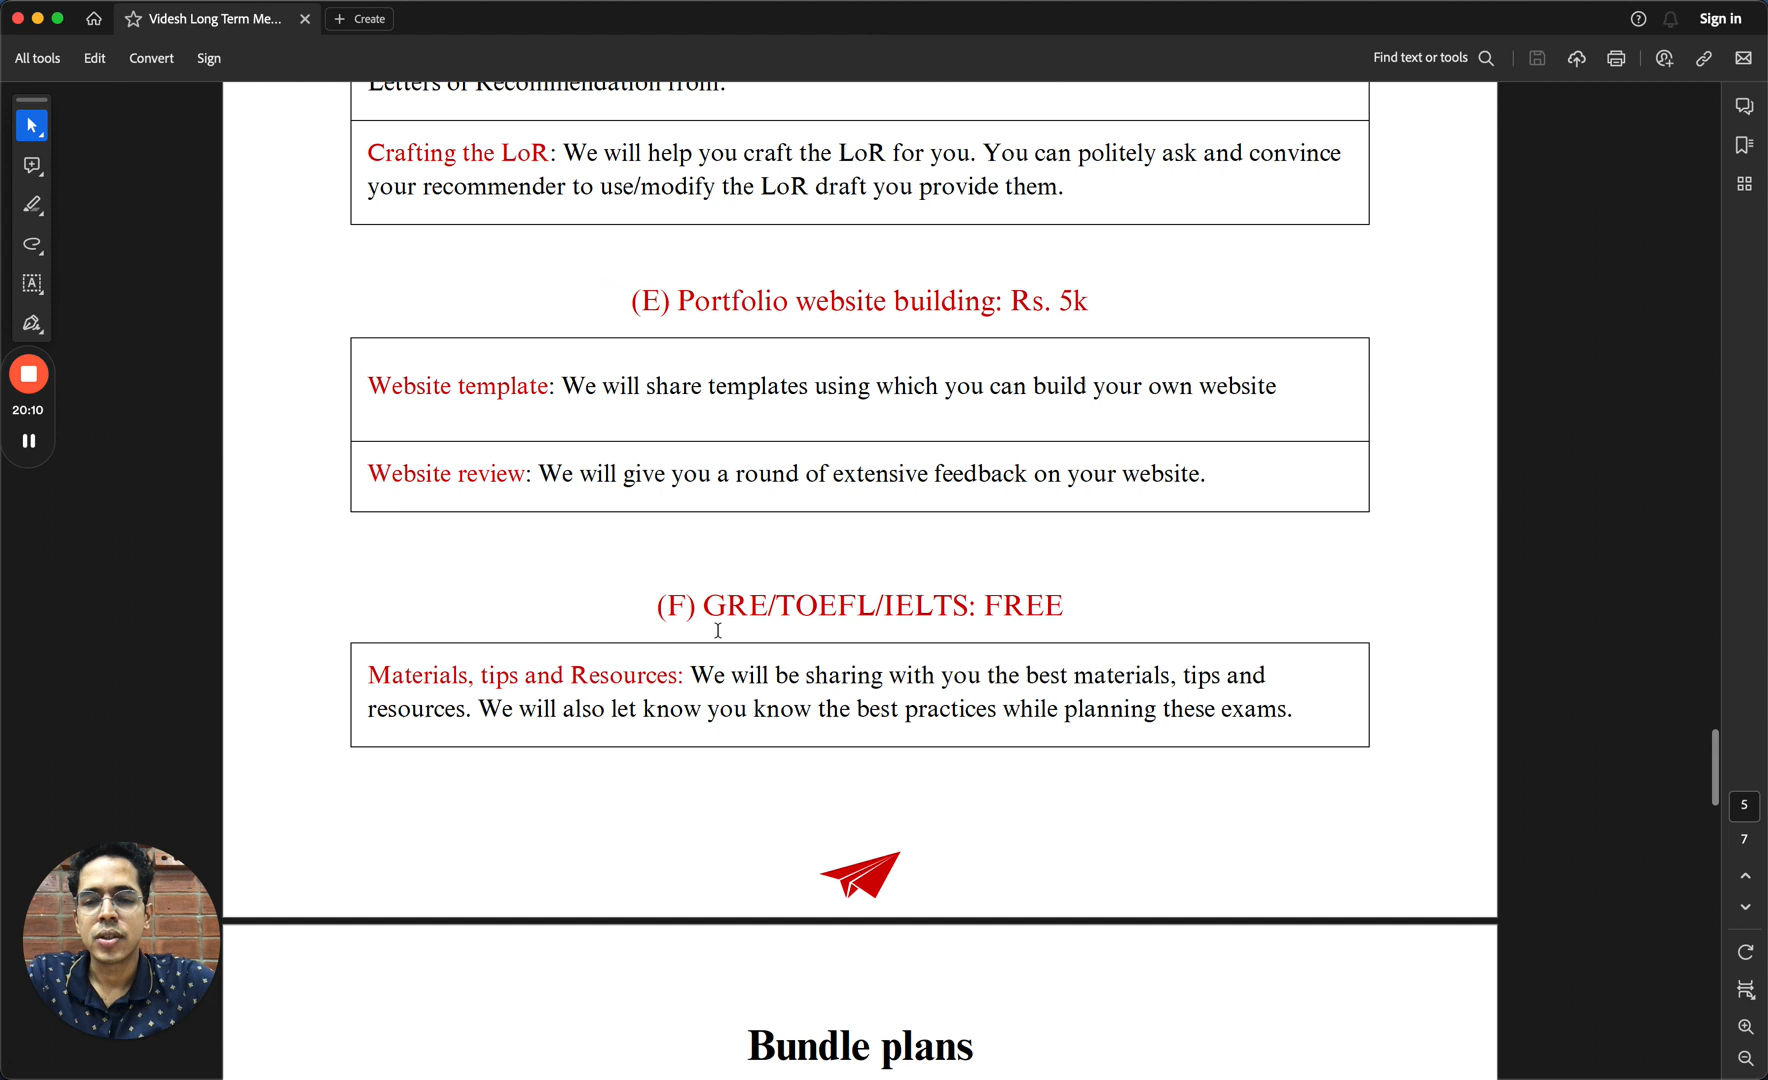 Videsh Long Term Me...
Create
Sign in
All tools
Edit
Convert
Sign
Find text or tools
Letters of Recommendation from.
Crafting the LoR: We will help you craft the LoR for you. You can politely ask and convince
your recommender to use/modify the LoR draft you provide them.
(E) Portfolio website building: Rs. 5k
Website template: We will share templates using which you can build your own website
Website review: We will give you a round of extensive feedback on your website.
20:10
(F) GRE/TOEFL/IELTS: FREE
Materials, tips and Resources: We will be sharing with you the best materials, tips and
resources. We will also let know you know the best practices while planning these exams.
5
7
Bundle plans